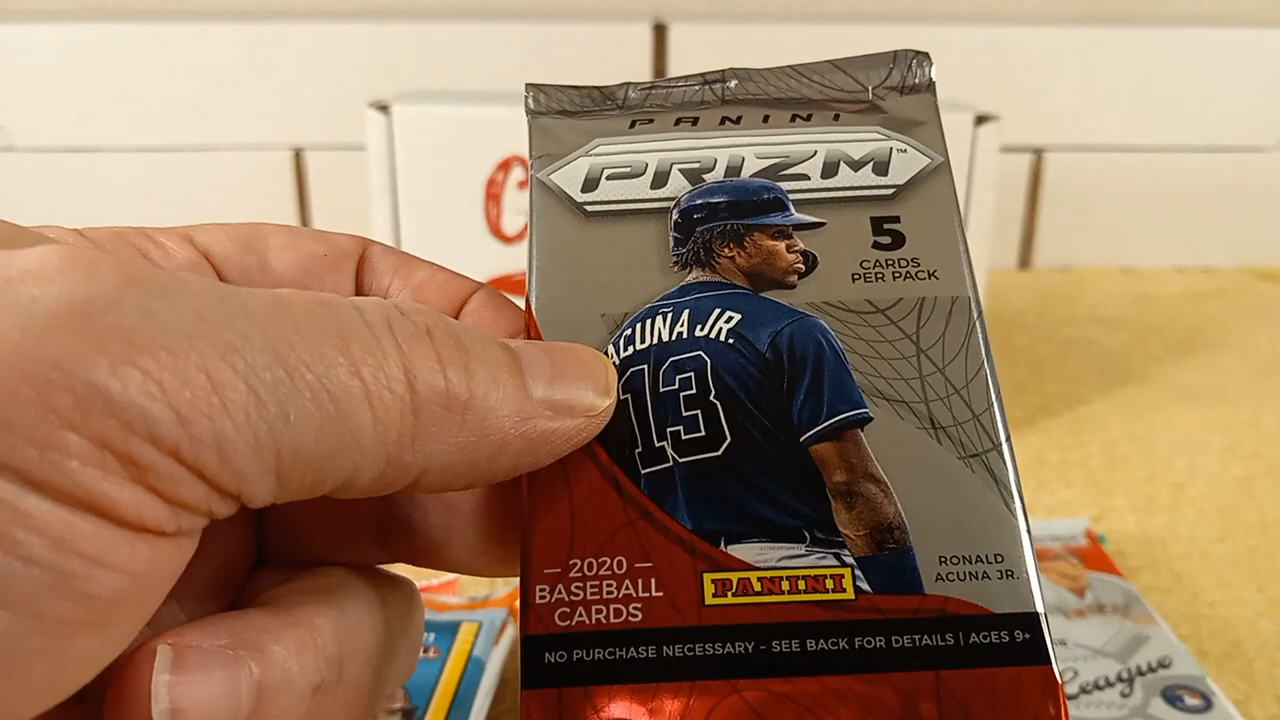 PANINI
PRIZM™
5
CARDS
PER PACK
ACUÑA JR.
13
RONALD
ACUNA JR.
— 2020 —
BASEBALL
CARDS
PANINI
NO PURCHASE NECESSARY – SEE BACK FOR DETAILS | AGES 9+
League